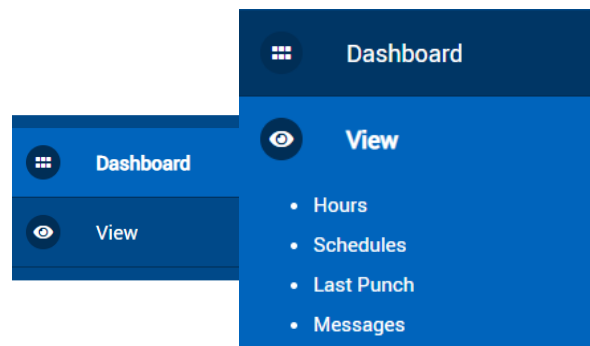 Dashboard
View
Dashboard
View
• Hours
• Schedules
• Last Punch
• Messages